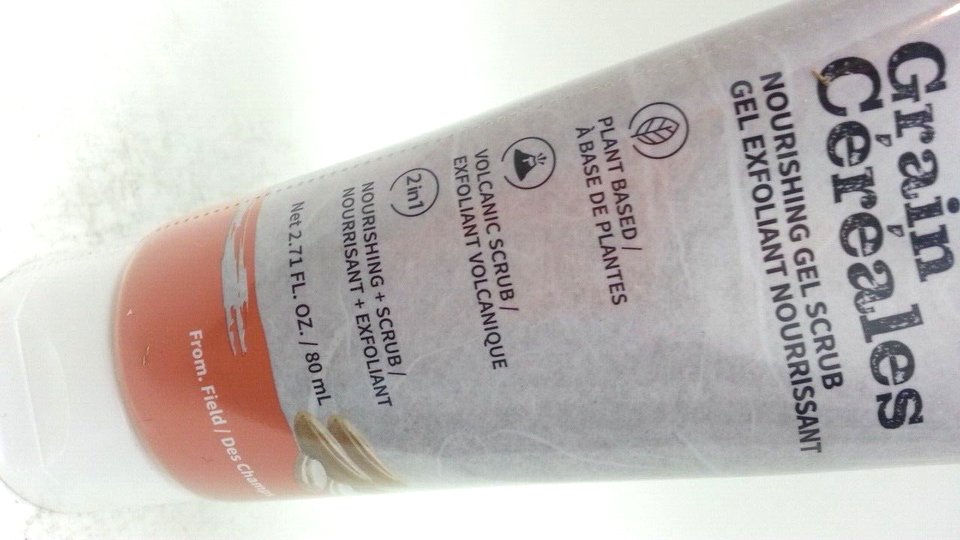 Grain
Céréales
NOURISHING GEL SCRUB
GEL EXFOLIANT NOURRISSANT
PLANT BASED /
À BASE DE PLANTES
VOLCANIC SCRUB /
EXFOLIANT VOLCANIQUE
2in1
NOURISHING + SCRUB /
NOURRISANT + EXFOLIANT
Net 2.71 FL. OZ. / 80 mL
From. Field / Des Champs